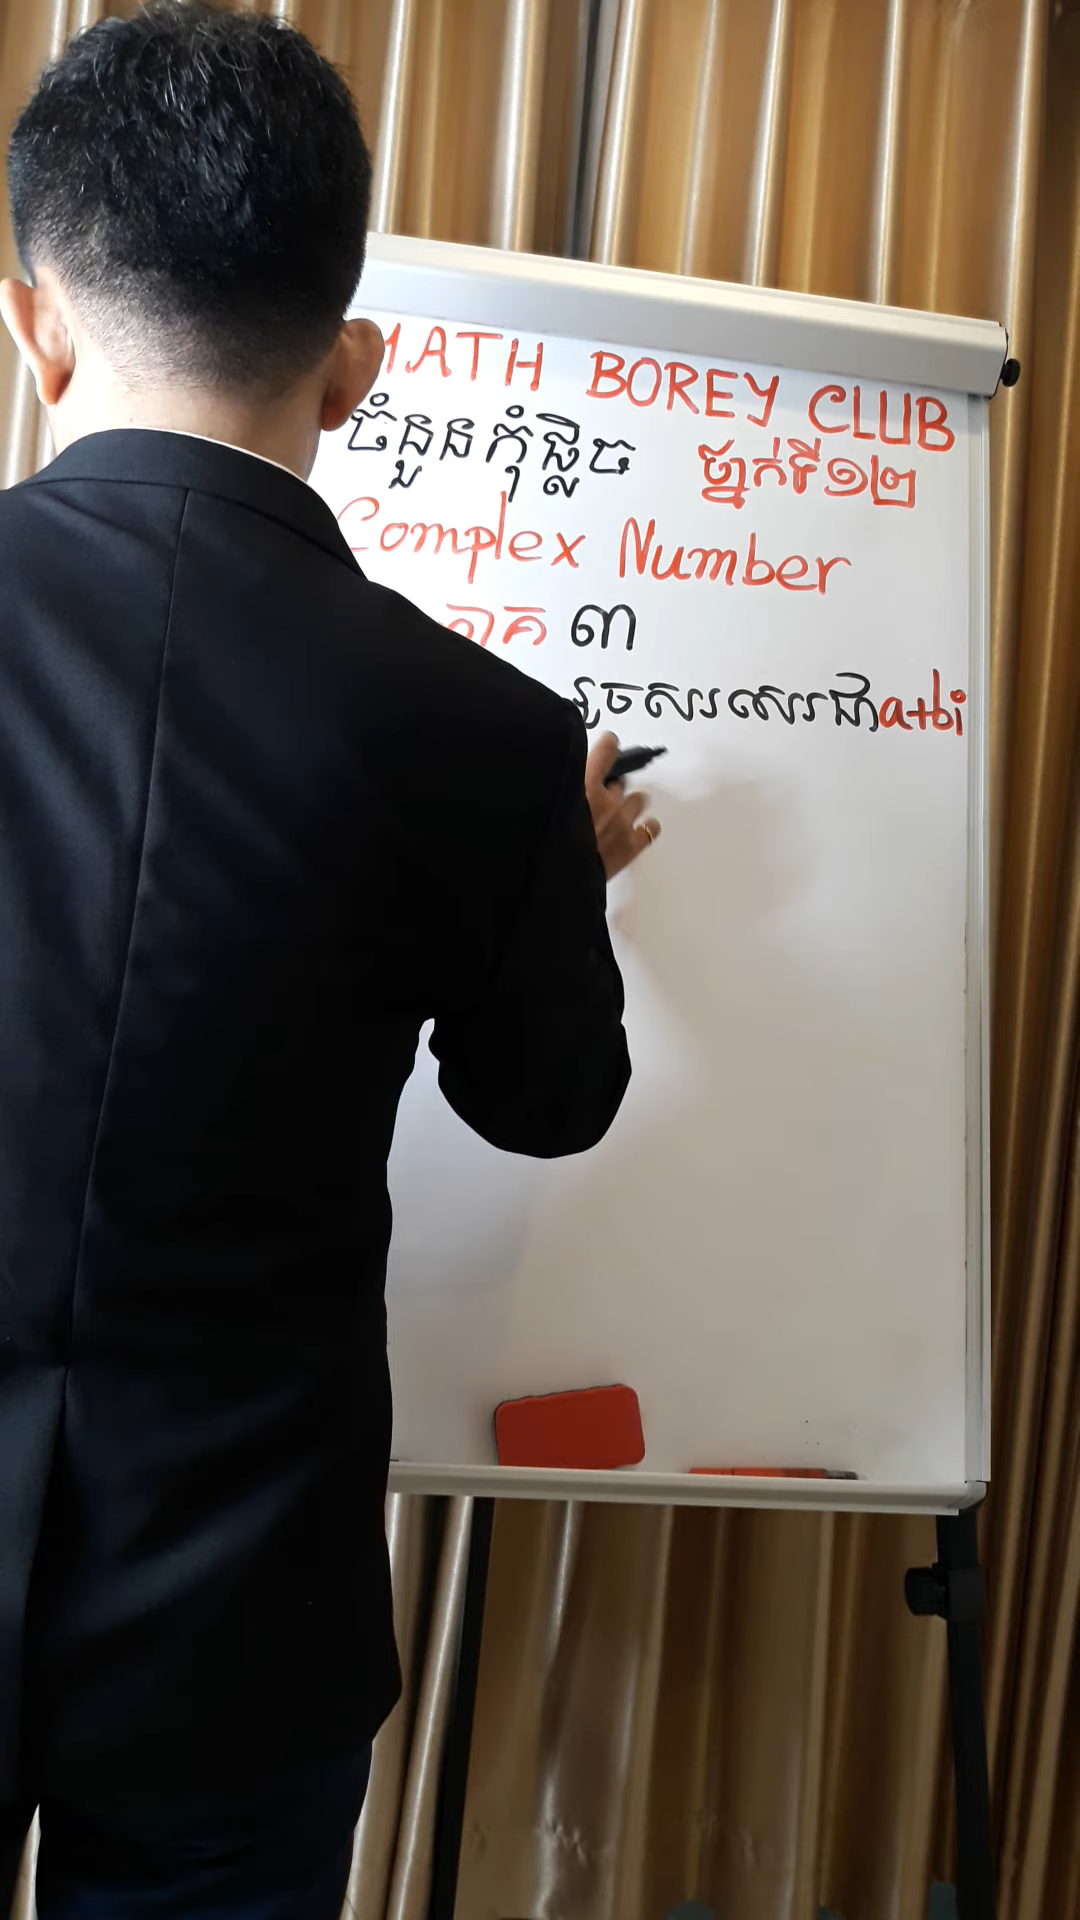 MATH BOREY CLUB
ចំនួនកុំផ្លិច ថ្នាក់ទី១២
Complex Number
ភាគ ៣
រួចសរសេរជា a+bi